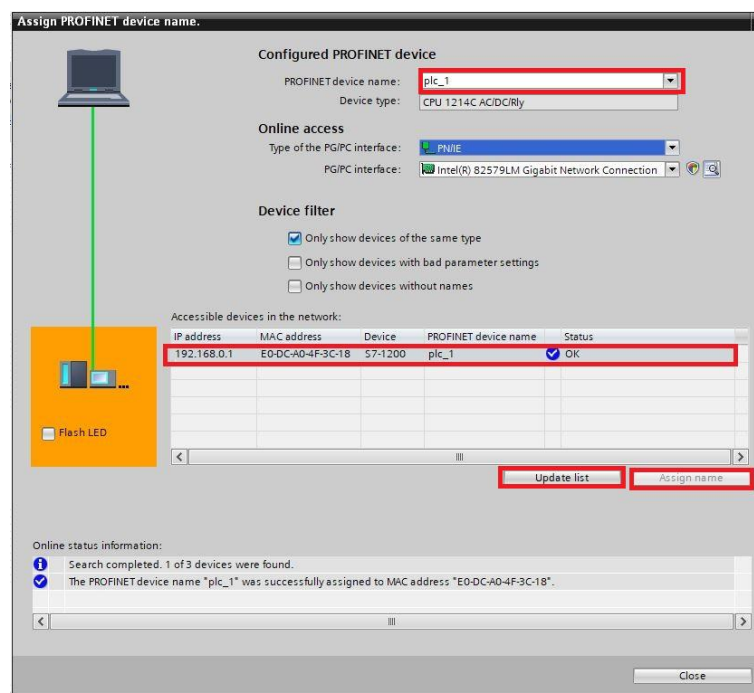 Assign PROFINET device name.
Configured PROFINET device
PROFINET device name: plc_1
Device type: CPU 1214C AC/DC/Rly
Online access
Type of the PG/PC interface: PN/IE
PG/PC interface: Intel(R) 82579LM Gigabit Network Connection
Device filter
Only show devices of the same type
Only show devices with bad parameter settings
Only show devices without names
Accessible devices in the network:
IP address MAC address Device PROFINET device name Status
192.168.0.1 E0-DC-A0-4F-3C-18 S7-1200 plc_1 OK
Flash LED
Update list Assign name
Online status information:
Search completed. 1 of 3 devices were found.
The PROFINET device name "plc_1" was successfully assigned to MAC address "E0-DC-A0-4F-3C-18".
Close